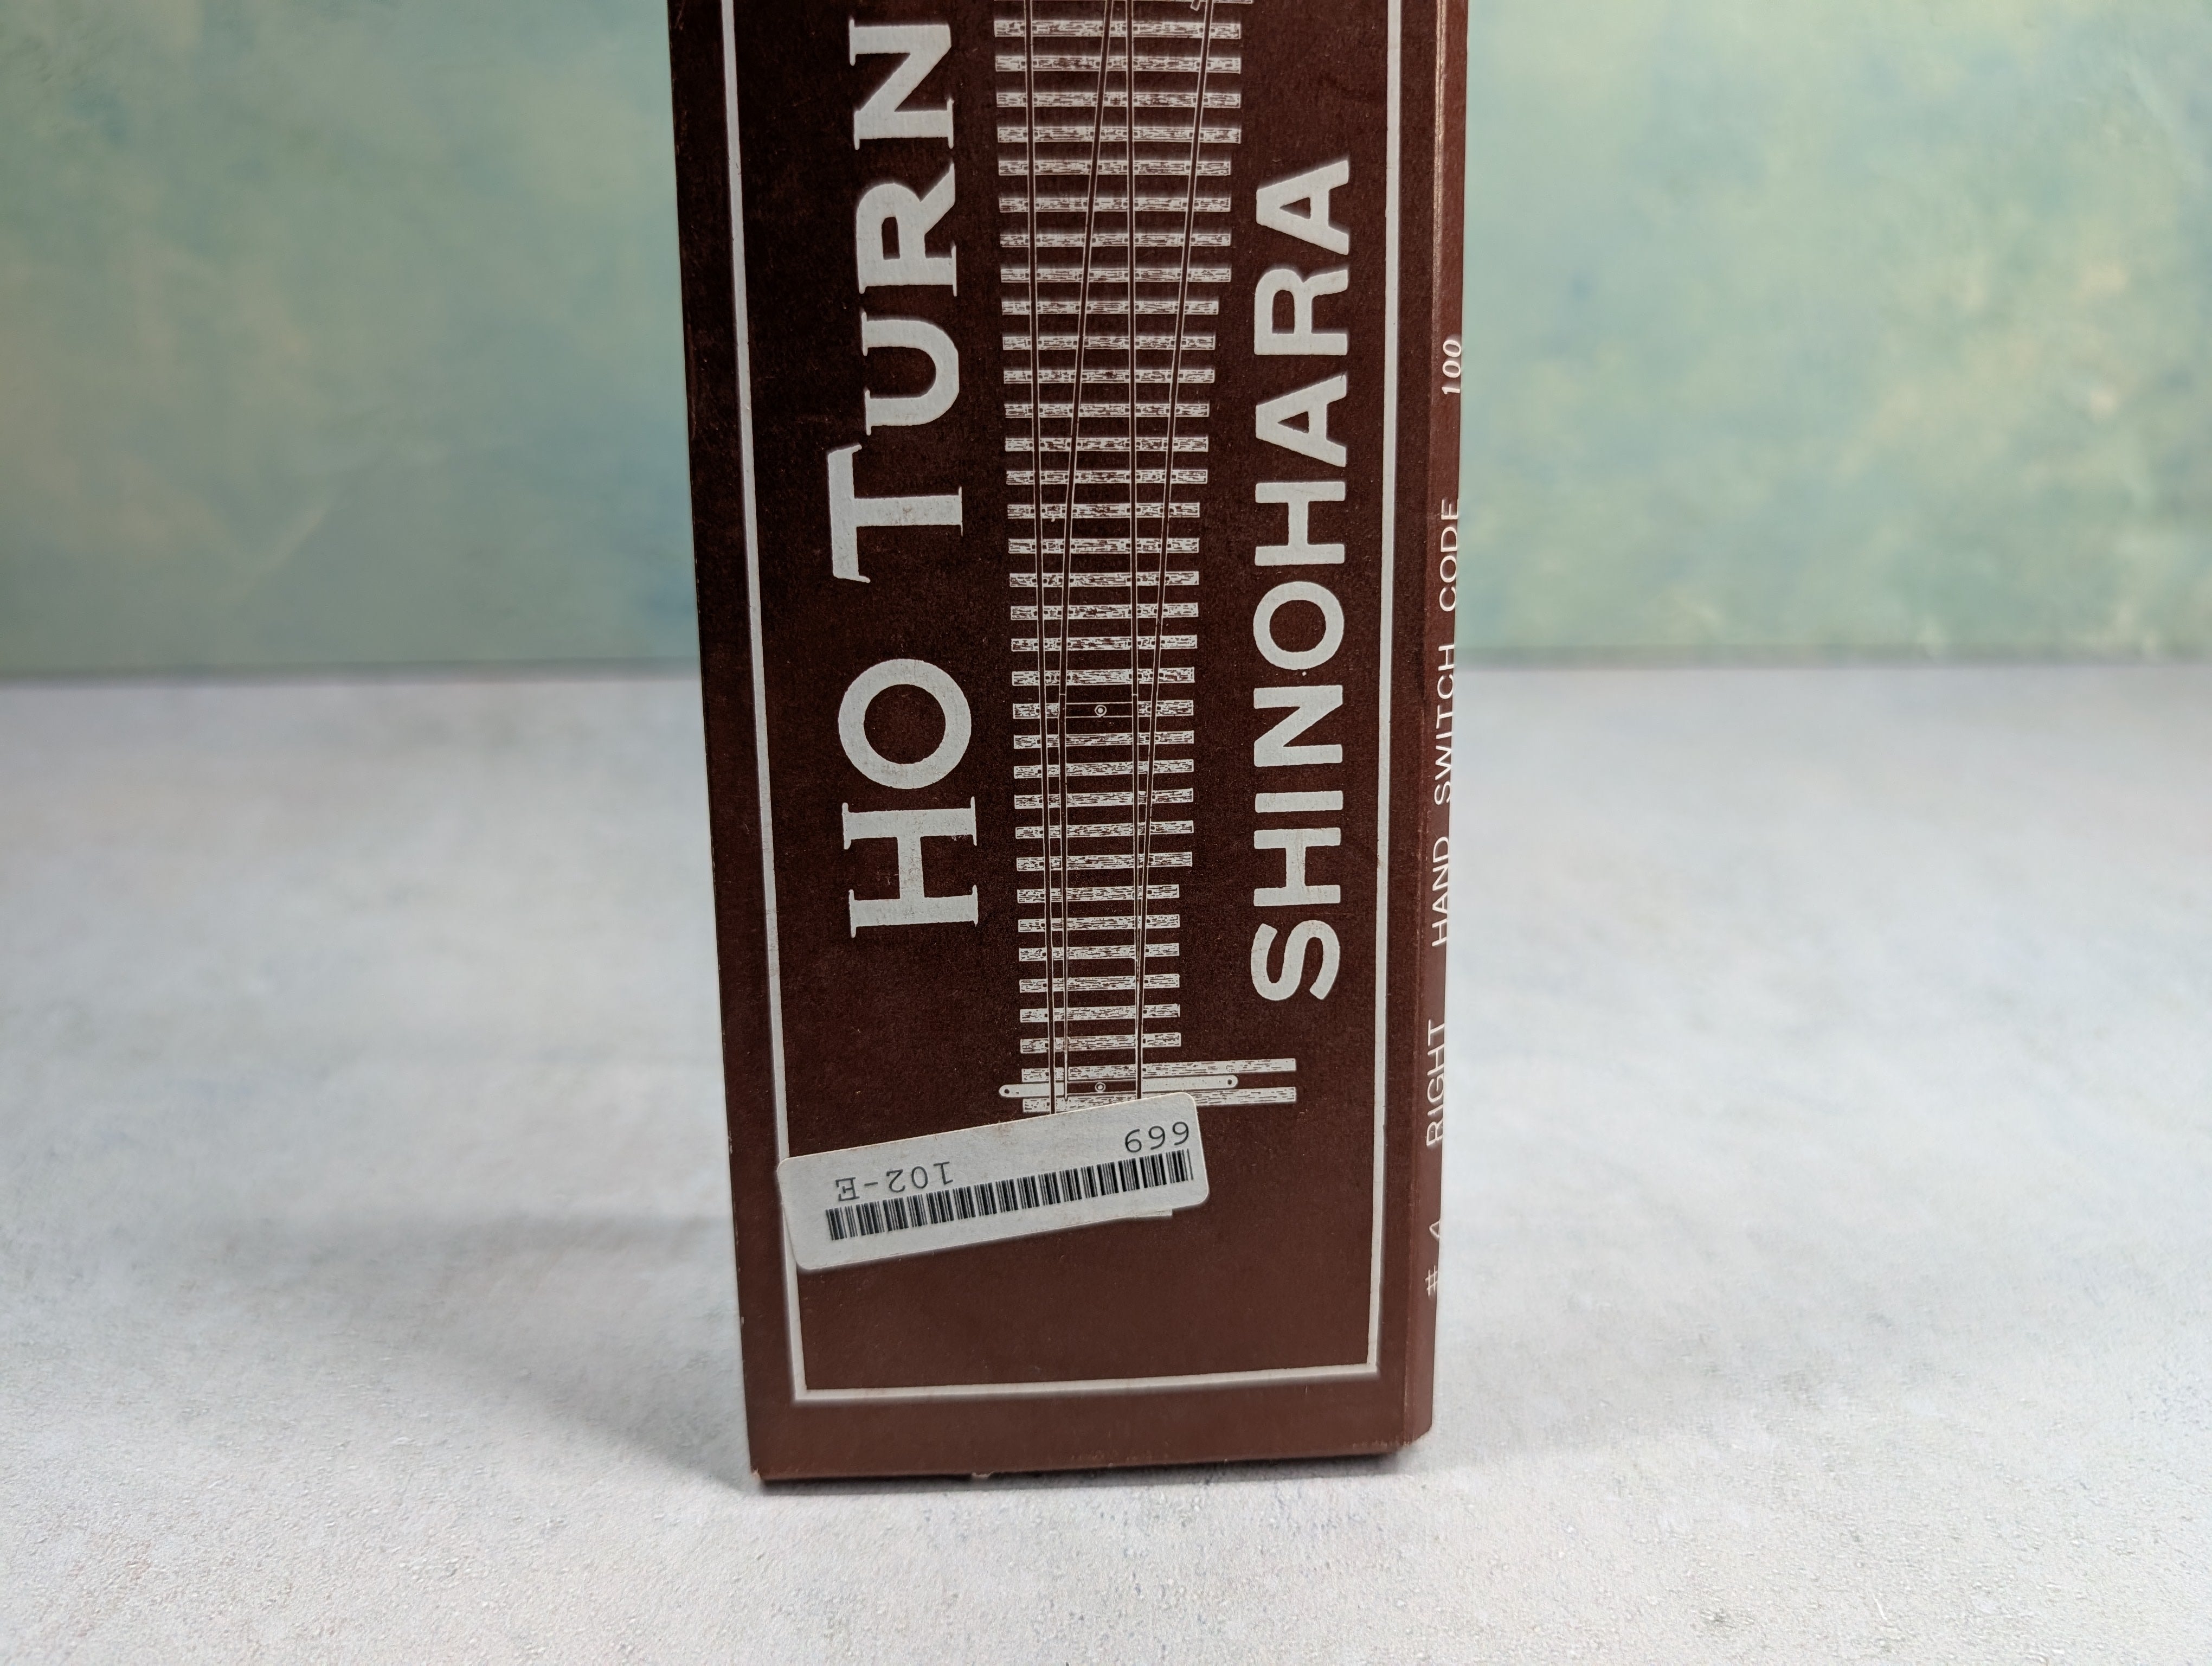 HO TURN
SHINOHARA
669 102-E
# 4 RIGHT HAND SWITCH CODE 100